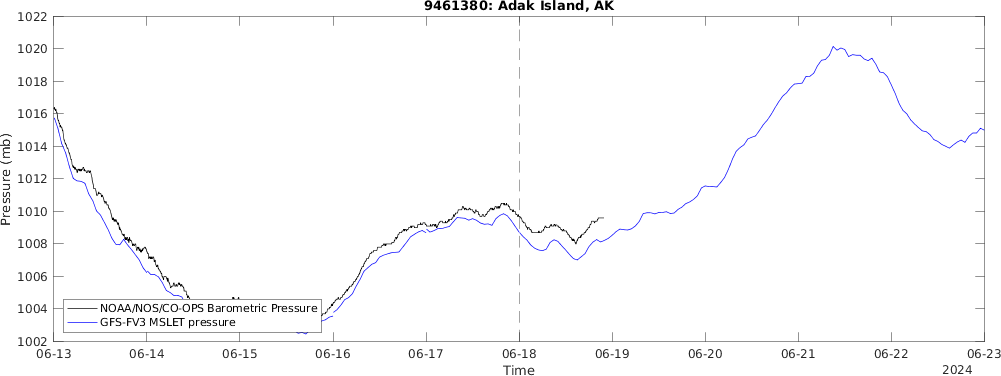 9461380: Adak Island, AK
1022
1020
1018
1016
1014
1012
1010
1008
1006
1004
1002
Pressure (mb)
NOAA/NOS/CO-OPS Barometric Pressure
GFS-FV3 MSLET pressure
06-13 06-14 06-15 06-16 06-17 06-18 06-19 06-20 06-21 06-22 06-23
Time
2024